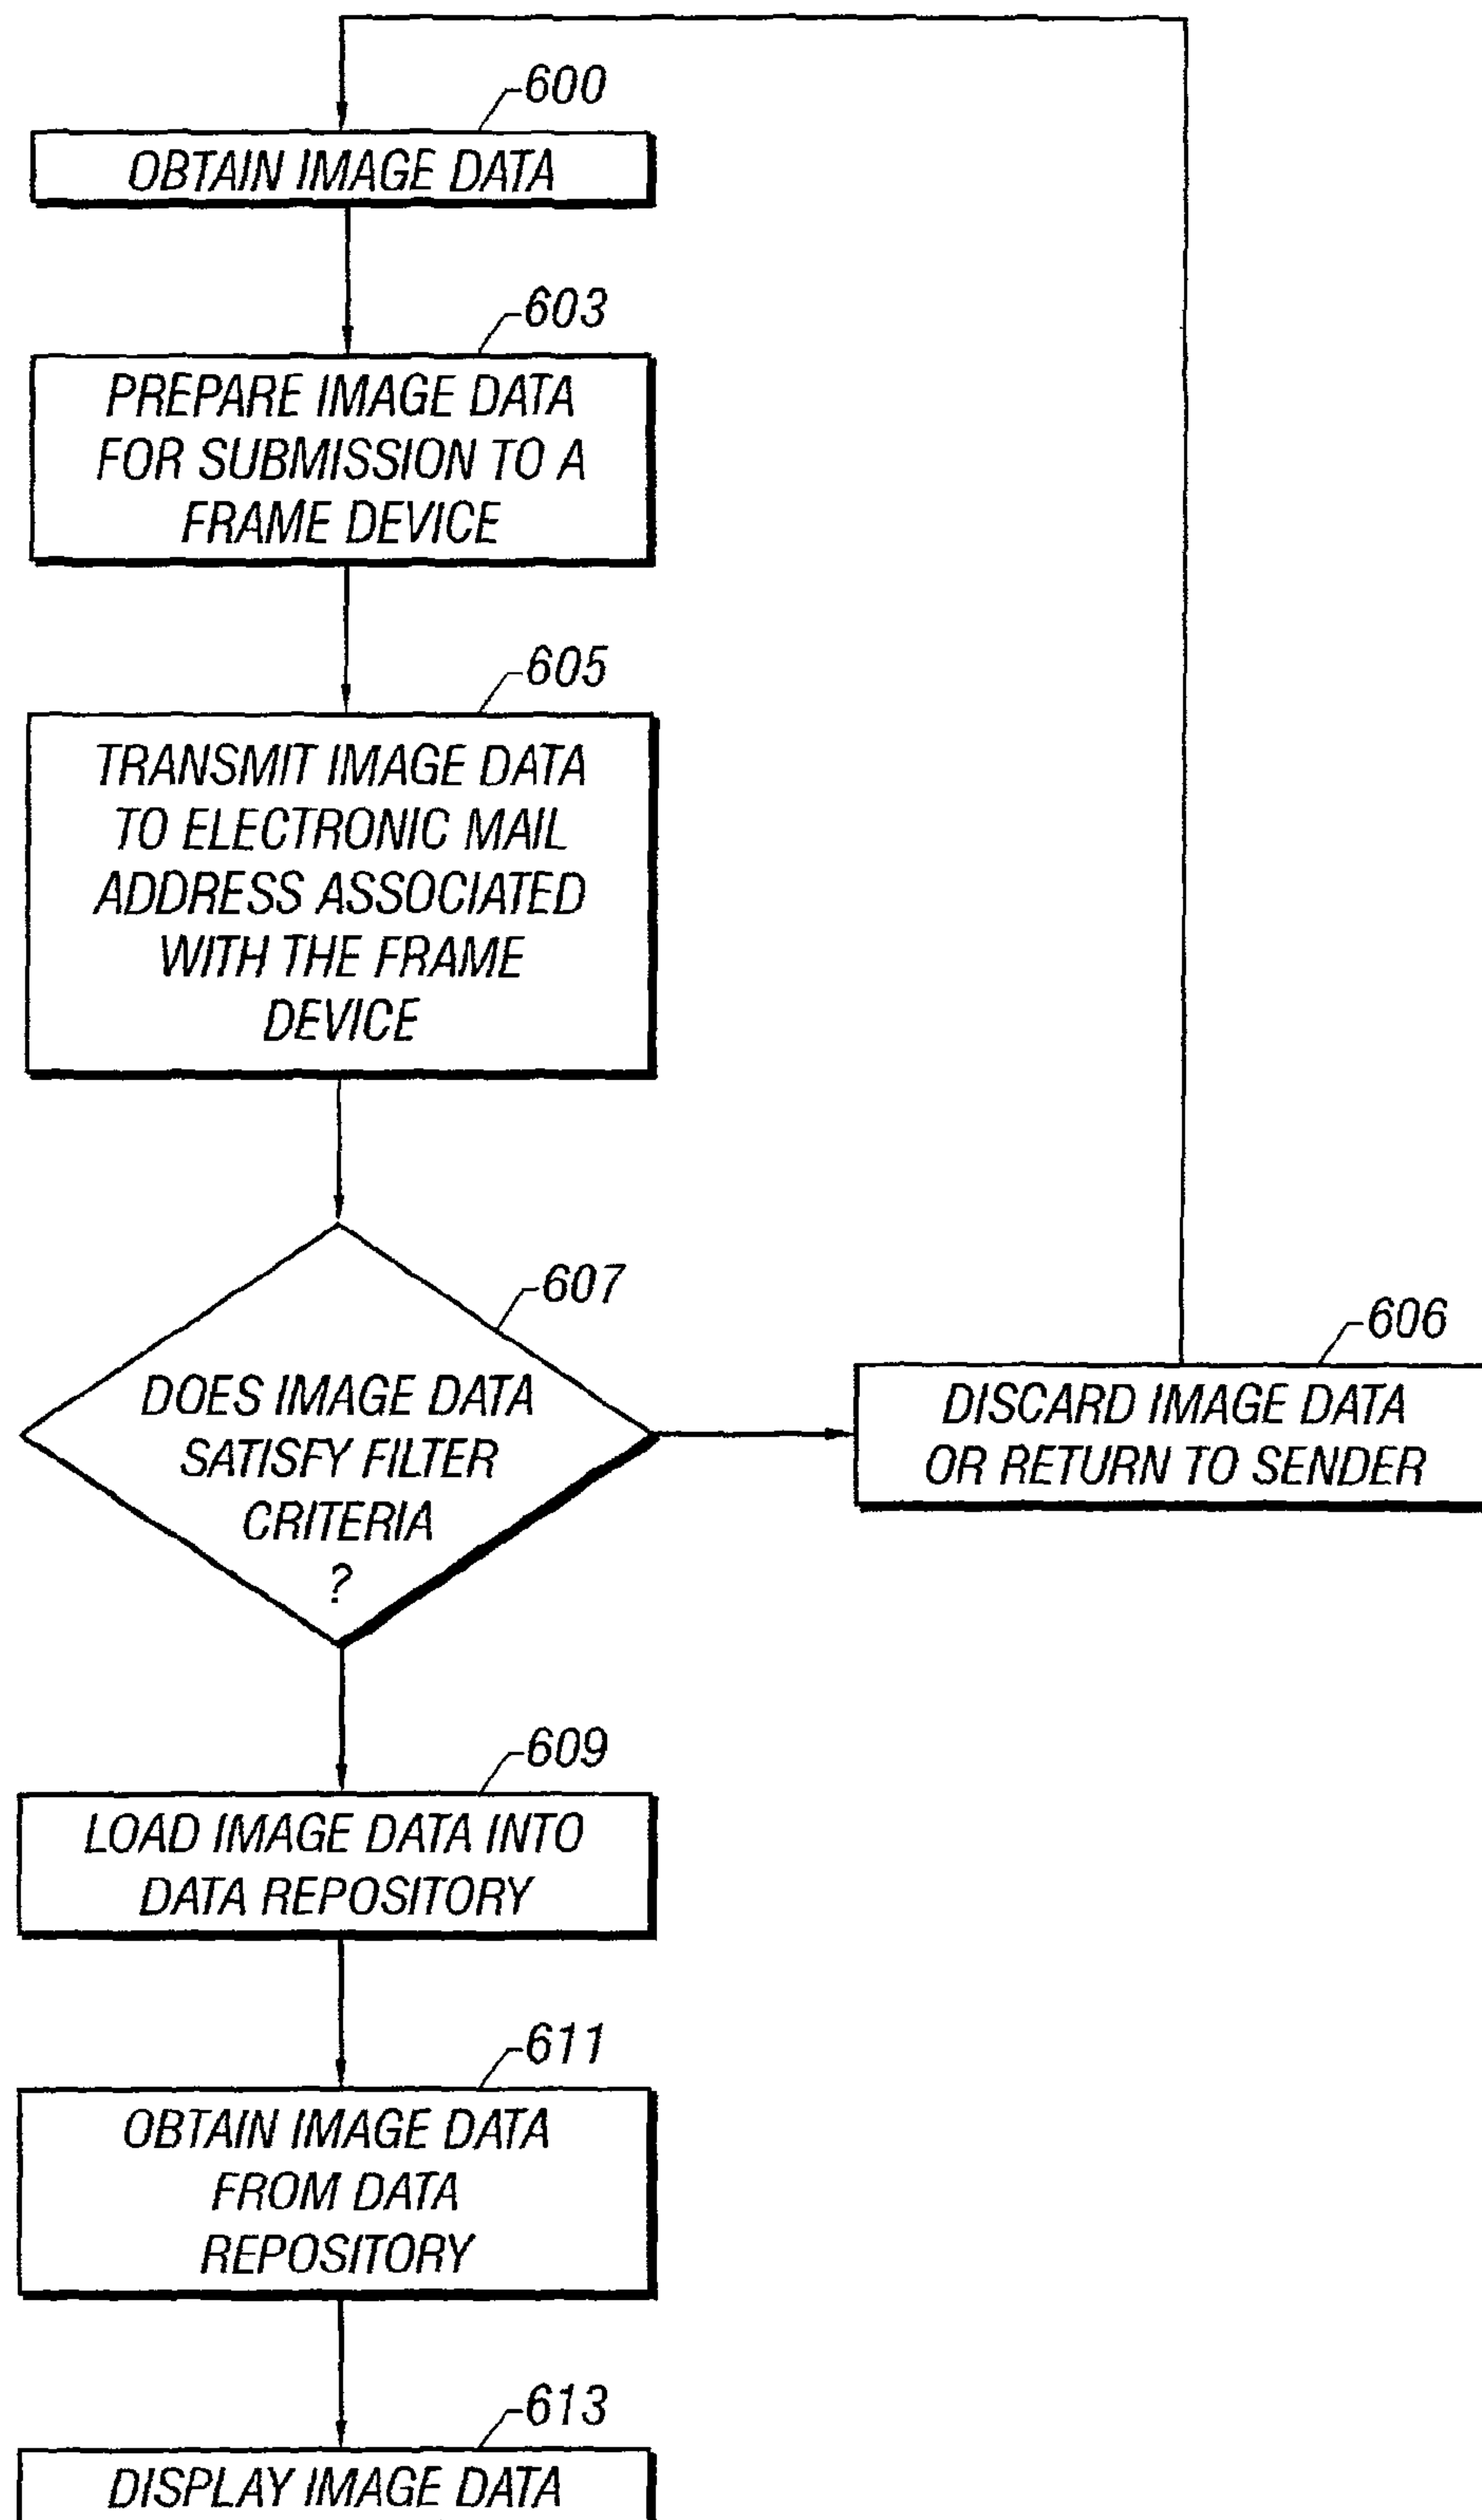 600
OBTAIN IMAGE DATA
603
PREPARE IMAGE DATA
FOR SUBMISSION TO A
FRAME DEVICE
605
TRANSMIT IMAGE DATA
TO ELECTRONIC MAIL
ADDRESS ASSOCIATED
WITH THE FRAME
DEVICE
607
DOES IMAGE DATA
SATISFY FILTER
CRITERIA
?
606
DISCARD IMAGE DATA
OR RETURN TO SENDER
609
LOAD IMAGE DATA INTO
DATA REPOSITORY
611
OBTAIN IMAGE DATA
FROM DATA
REPOSITORY
613
DISPLAY IMAGE DATA